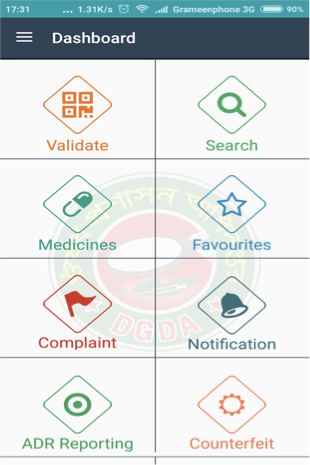 17:31 ... 1.31K/s Grameenphone 3G 90%
Dashboard
Validate
Search
Medicines
Favourites
Complaint
Notification
ADR Reporting
Counterfeit
DGDA